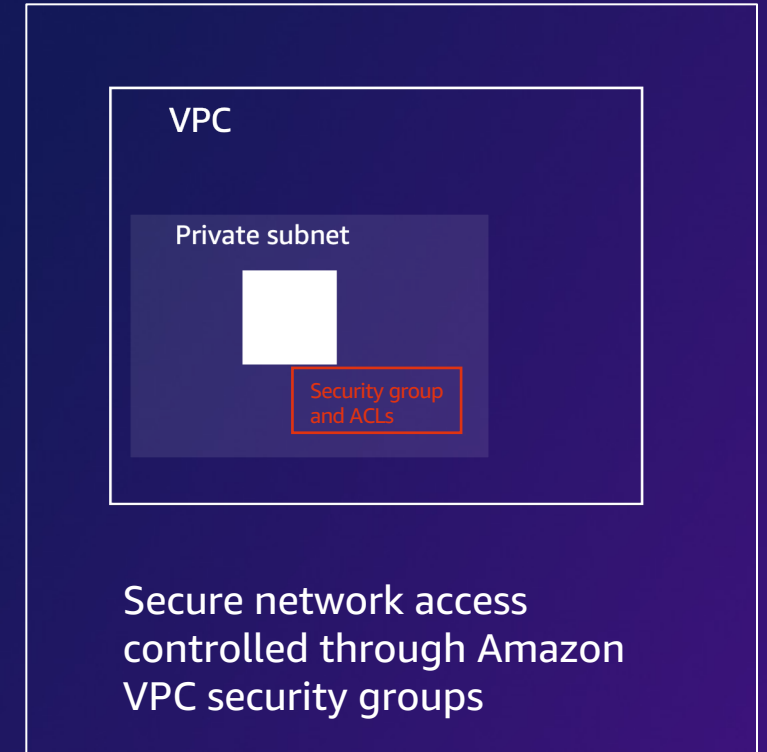 VPC
Private subnet
Security group
and ACLs
Secure network access
controlled through Amazon
VPC security groups